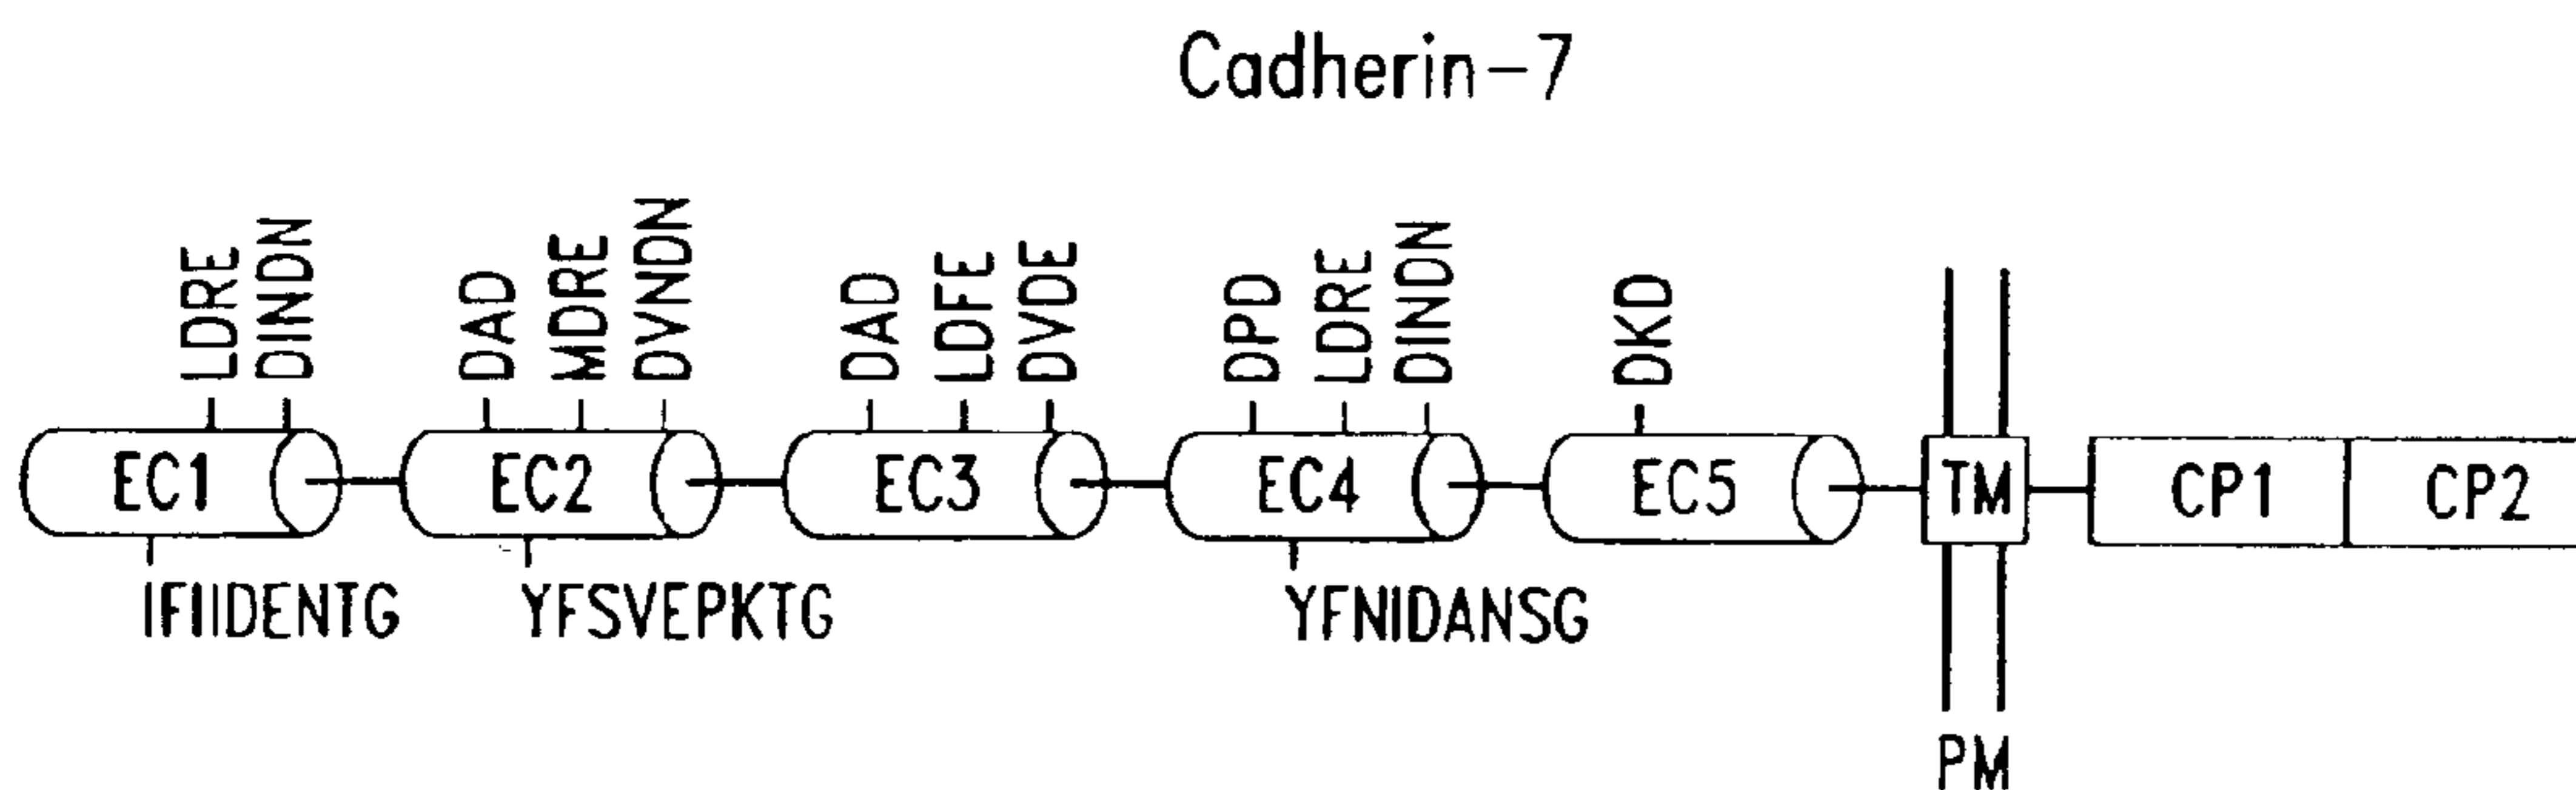 Cadherin-7
LDRE
DINDN
DAD
MDRE
DVNDN
DAD
LDFE
DVDE
DPD
LDRE
DINDN
DKD
EC1
EC2
EC3
EC4
EC5
TM
CP1
CP2
IFIIDENTG
YFSVEPKTG
YFNIDANSG
PM